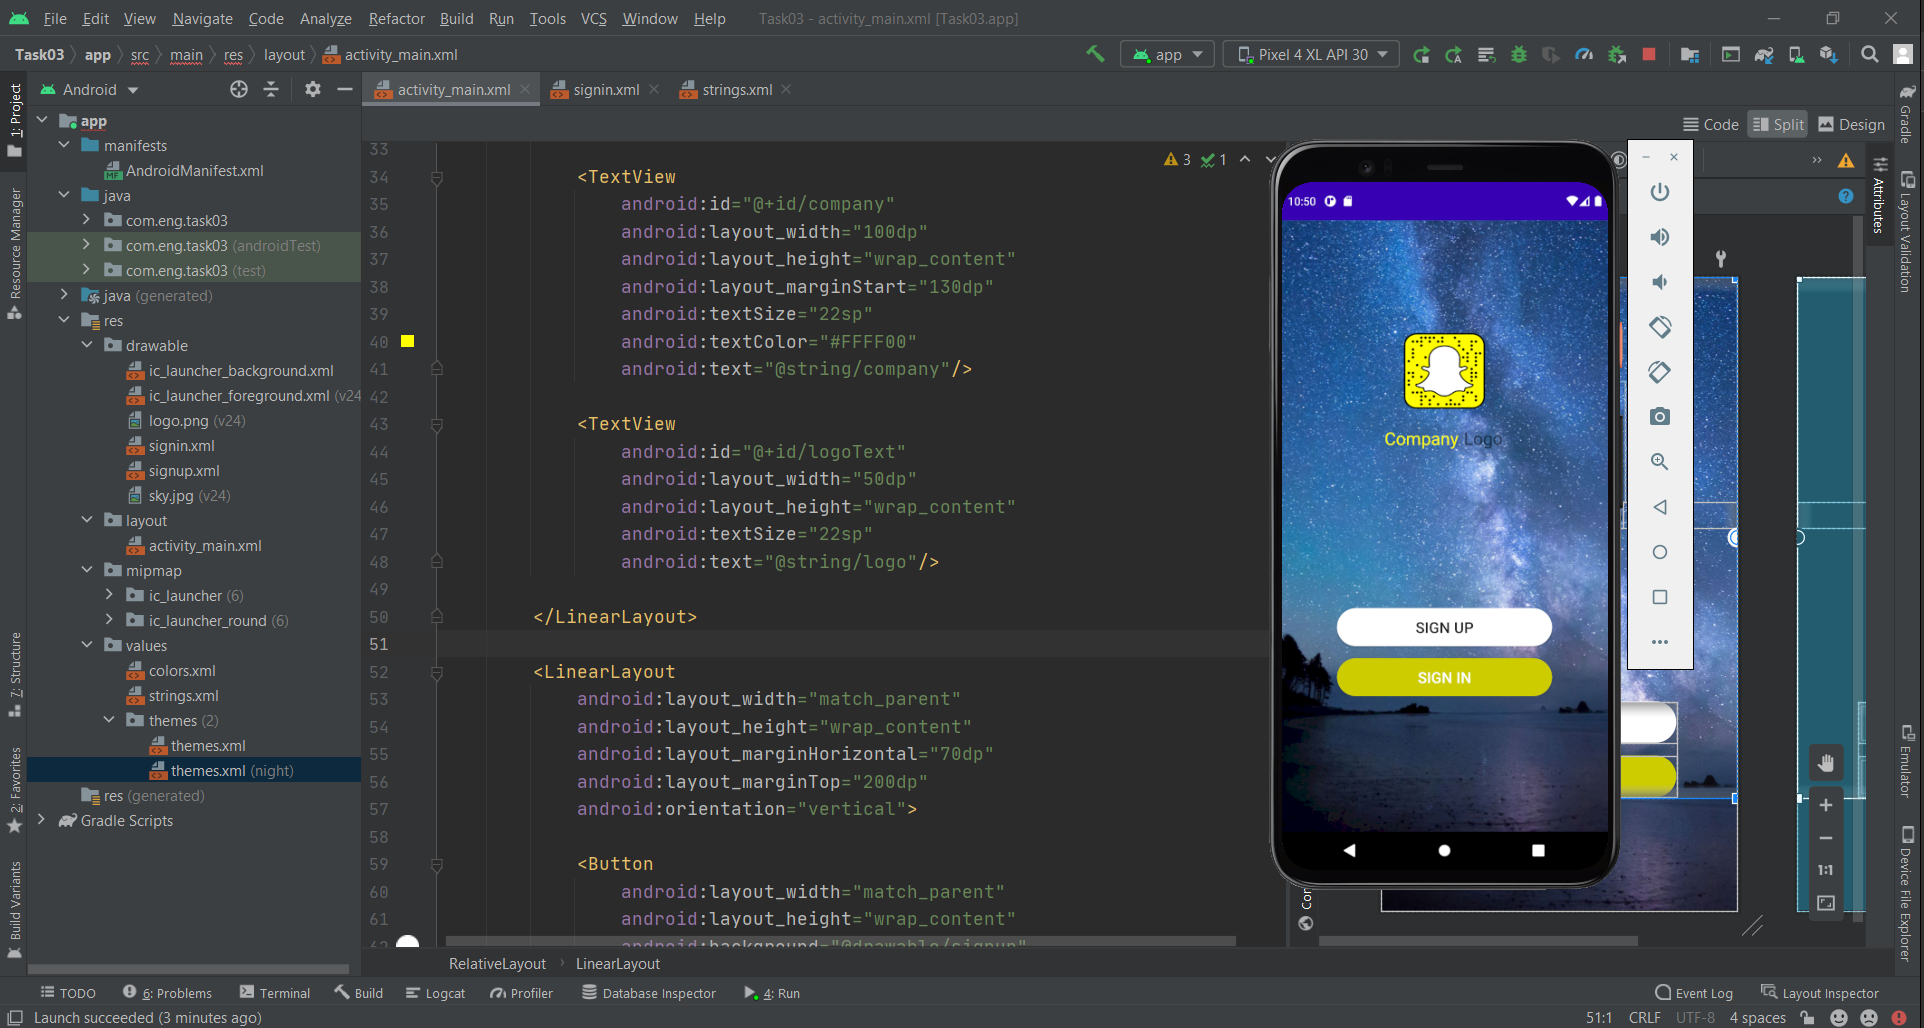 File Edit View Navigate Code Analyze Refactor Build Run Tools VCS Window Help Task03 - activity_main.xml [Task03.app]
Task03 app src main res layout activity_main.xml app Pixel 4 XL API 30
Android activity_main.xml signin.xml strings.xml
Code Split Design
1: Project
Resource Manager
7: Structure
2: Favorites
Build Variants
app
manifests
AndroidManifest.xml
java
com.eng.task03
com.eng.task03 (androidTest)
com.eng.task03 (test)
java (generated)
res
drawable
ic_launcher_background.xml
ic_launcher_foreground.xml (v24
logo.png (v24)
signin.xml
signup.xml
sky.jpg (v24)
layout
activity_main.xml
mipmap
ic_launcher (6)
ic_launcher_round (6)
values
colors.xml
strings.xml
themes (2)
themes.xml
themes.xml (night)
res (generated)
Gradle Scripts
3 1
33
34 <TextView
35 android:id="@+id/company"
36 android:layout_width="100dp"
37 android:layout_height="wrap_content"
38 android:layout_marginStart="130dp"
39 android:textSize="22sp"
40 android:textColor="#FFFF00"
41 android:text="@string/company"/>
42
43 <TextView
44 android:id="@+id/logoText"
45 android:layout_width="50dp"
46 android:layout_height="wrap_content"
47 android:textSize="22sp"
48 android:text="@string/logo"/>
49
50 </LinearLayout>
51
52 <LinearLayout
53 android:layout_width="match_parent"
54 android:layout_height="wrap_content"
55 android:layout_marginHorizontal="70dp"
56 android:layout_marginTop="200dp"
57 android:orientation="vertical">
58
59 <Button
60 android:layout_width="match_parent"
61 android:layout_height="wrap_content"
62 android:background="@drawable/signup"
10:50
Company Logo
SIGN UP
SIGN IN
1:1
Gradle
Layout Validation
Attributes
Emulator
Device File Explorer
RelativeLayout LinearLayout
TODO 6: Problems Terminal Build Logcat Profiler Database Inspector 4: Run Event Log Layout Inspector
Launch succeeded (3 minutes ago) 51:1 CRLF UTF-8 4 spaces